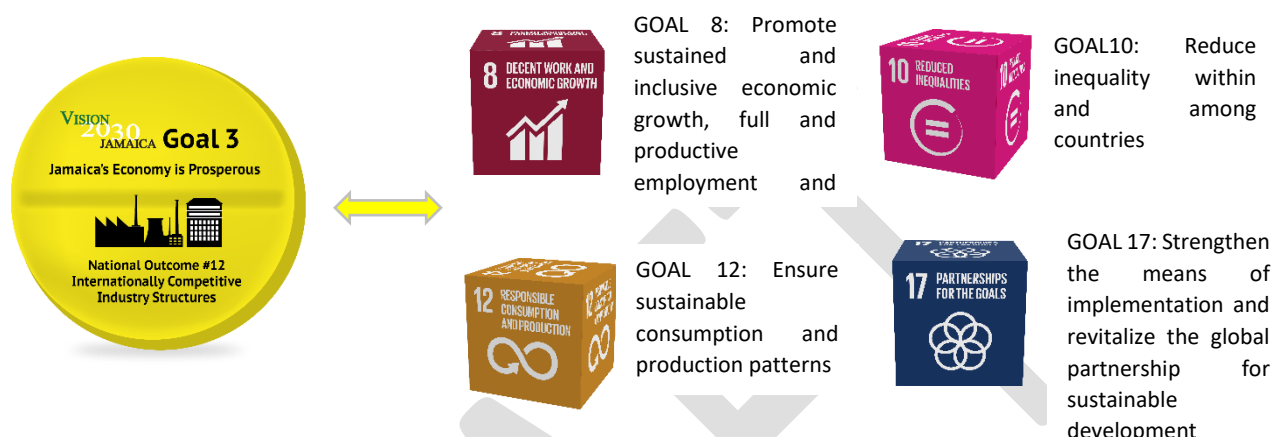 VISION
2030
JAMAICA Goal 3
Jamaica's Economy is Prosperous
National Outcome #12
Internationally Competitive
Industry Structures
8 DECENT WORK AND
ECONOMIC GROWTH
GOAL 8: Promote
sustained and
inclusive economic
growth, full and
productive
employment and
10 REDUCED
INEQUALITIES
GOAL10: Reduce
inequality within
and among
countries
12 RESPONSIBLE
CONSUMPTION
AND PRODUCTION
GOAL 12: Ensure
sustainable
consumption and
production patterns
17 PARTNERSHIPS
FOR THE GOALS
GOAL 17: Strengthen
the means of
implementation and
revitalize the global
partnership for
sustainable
development